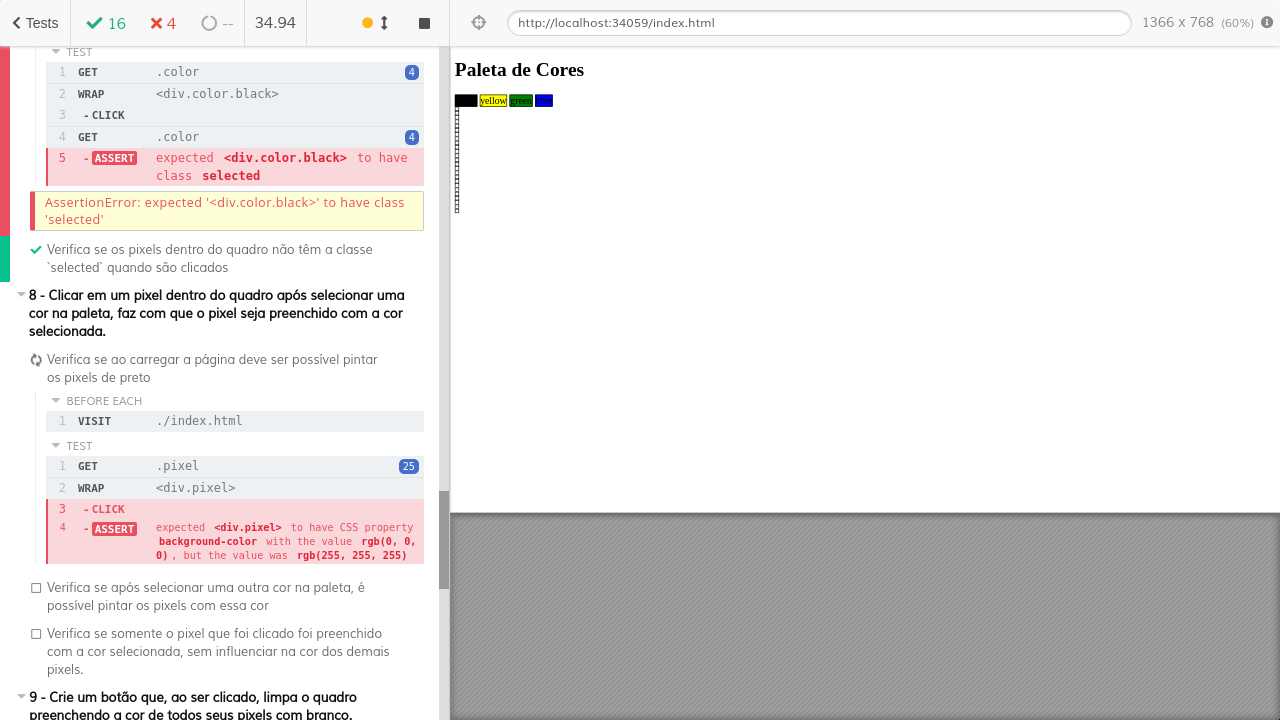 Tests
16
4
--
34.94
http://localhost:34059/index.html
1366 x 768 (60%)
TEST
1 GET .color 4
2 WRAP <div.color.black>
3 - CLICK
4 GET .color 4
5 - ASSERT expected <div.color.black> to have
class selected
AssertionError: expected '<div.color.black>' to have class
'selected'
Verifica se os pixels dentro do quadro não têm a classe
`selected` quando são clicados
8 - Clicar em um pixel dentro do quadro após selecionar uma
cor na paleta, faz com que o pixel seja preenchido com a cor
selecionada.
Verifica se ao carregar a página deve ser possível pintar
os pixels de preto
BEFORE EACH
1 VISIT ./index.html
TEST
1 GET .pixel 25
2 WRAP <div.pixel>
3 - CLICK
4 - ASSERT expected <div.pixel> to have CSS property
background-color with the value rgb(0, 0,
0), but the value was rgb(255, 255, 255)
Verifica se após selecionar uma outra cor na paleta, é
possível pintar os pixels com essa cor
Verifica se somente o pixel que foi clicado foi preenchido
com a cor selecionada, sem influenciar na cor dos demais
pixels.
9 - Crie um botão que, ao ser clicado, limpa o quadro
preenchendo a cor de todos seus pixels com branco.
Paleta de Cores
yellow green